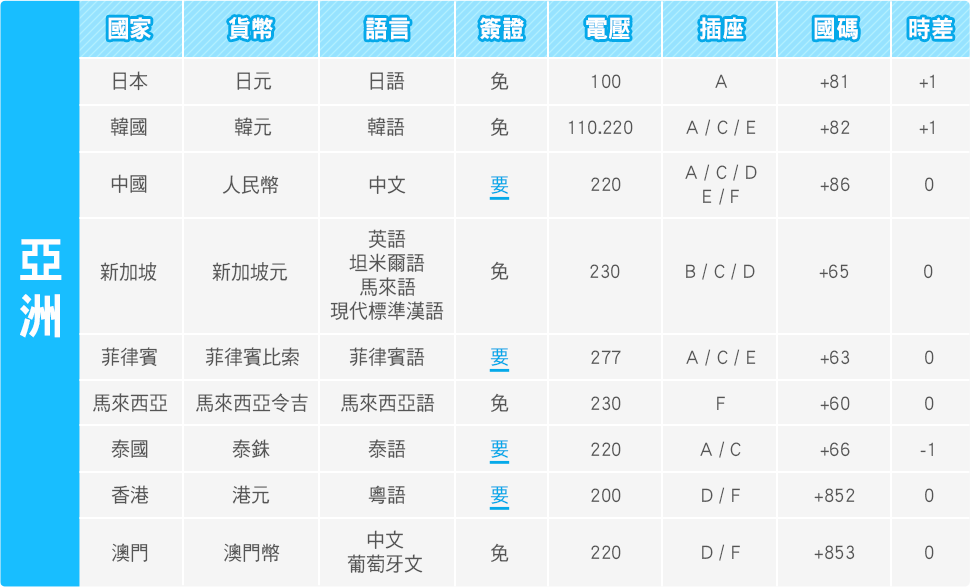 亞洲
國家 貨幣 語言 簽證 電壓 插座 國碼 時差
日本 日元 日語 免 100 A +81 +1
韓國 韓元 韓語 免 110.220 A / C / E +82 +1
中國 人民幣 中文 要 220 A / C / D
E / F +86 0
新加坡 新加坡元 英語
坦米爾語
馬來語
現代標準漢語 免 230 B / C / D +65 0
菲律賓 菲律賓比索 菲律賓語 要 277 A / C / E +63 0
馬來西亞 馬來西亞令吉 馬來西亞語 免 230 F +60 0
泰國 泰銖 泰語 要 220 A / C +66 -1
香港 港元 粵語 要 200 D / F +852 0
澳門 澳門幣 中文
葡萄牙文 免 220 D / F +853 0